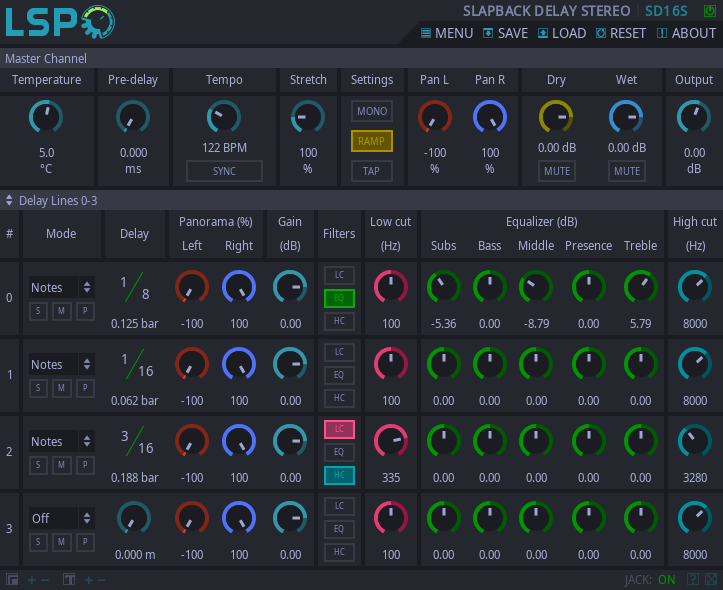 LSP
SLAPBACK DELAY STEREO SD16S
MENU SAVE LOAD RESET ABOUT
Master Channel
Temperature Pre-delay Tempo Stretch Settings Pan L Pan R Dry Wet Output
MONO
RAMP
TAP
5.0 0.000 122 BPM 100 -100 100 0.00 dB 0.00 dB 0.00
°C ms SYNC % % % MUTE MUTE dB
Delay Lines 0-3
# Mode Delay Panorama (%) Gain Filters Low cut Equalizer (dB) High cut
Left Right (dB) (Hz) Subs Bass Middle Presence Treble (Hz)
0 Notes 1/8 LC
S M P EQ
0.125 bar -100 100 0.00 HC 100 -5.36 0.00 -8.79 0.00 5.79 8000
1 Notes 1/16 LC
S M P EQ
0.062 bar -100 100 0.00 HC 100 0.00 0.00 0.00 0.00 0.00 8000
2 Notes 3/16 LC
S M P EQ
0.188 bar -100 100 0.00 HC 335 0.00 0.00 0.00 0.00 0.00 3280
3 Off LC
S M P EQ
0.000 m -100 100 0.00 HC 100 0.00 0.00 0.00 0.00 0.00 8000
JACK: ON